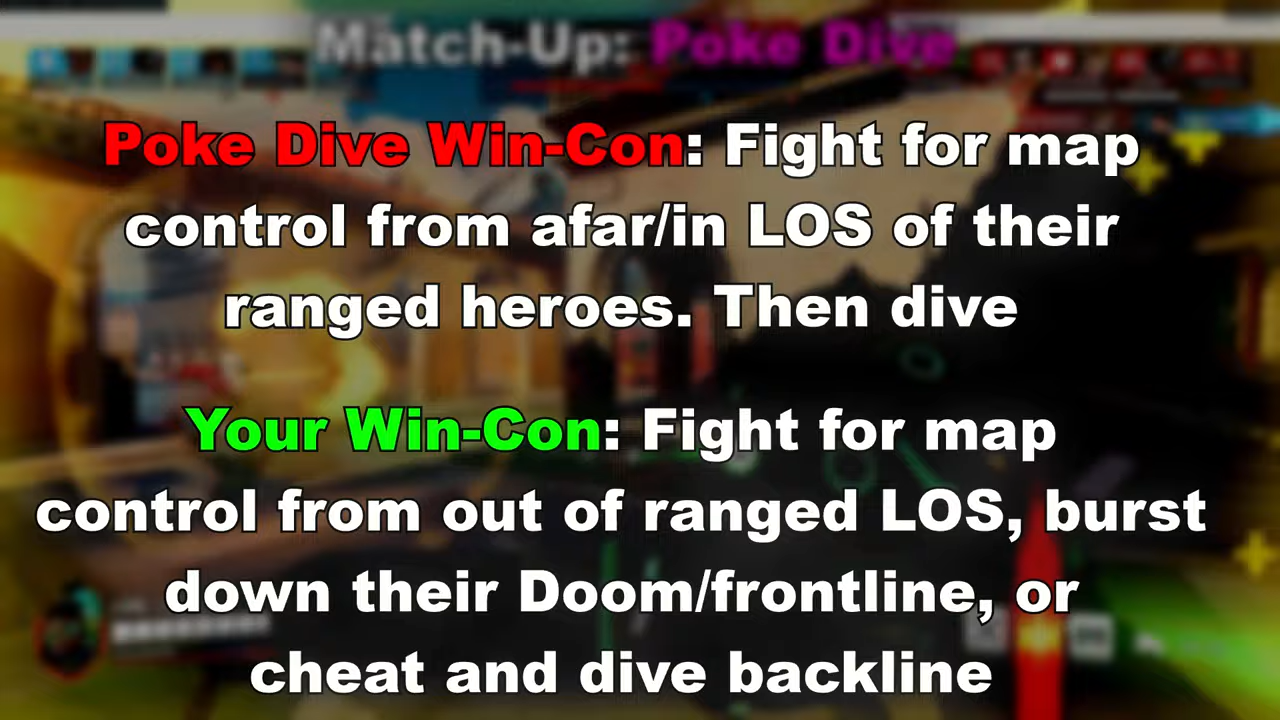 Match-Up: Poke Dive
Poke Dive Win-Con: Fight for map
control from afar/in LOS of their
ranged heroes. Then dive
Your Win-Con: Fight for map
control from out of ranged LOS, burst
down their Doom/frontline, or
cheat and dive backline